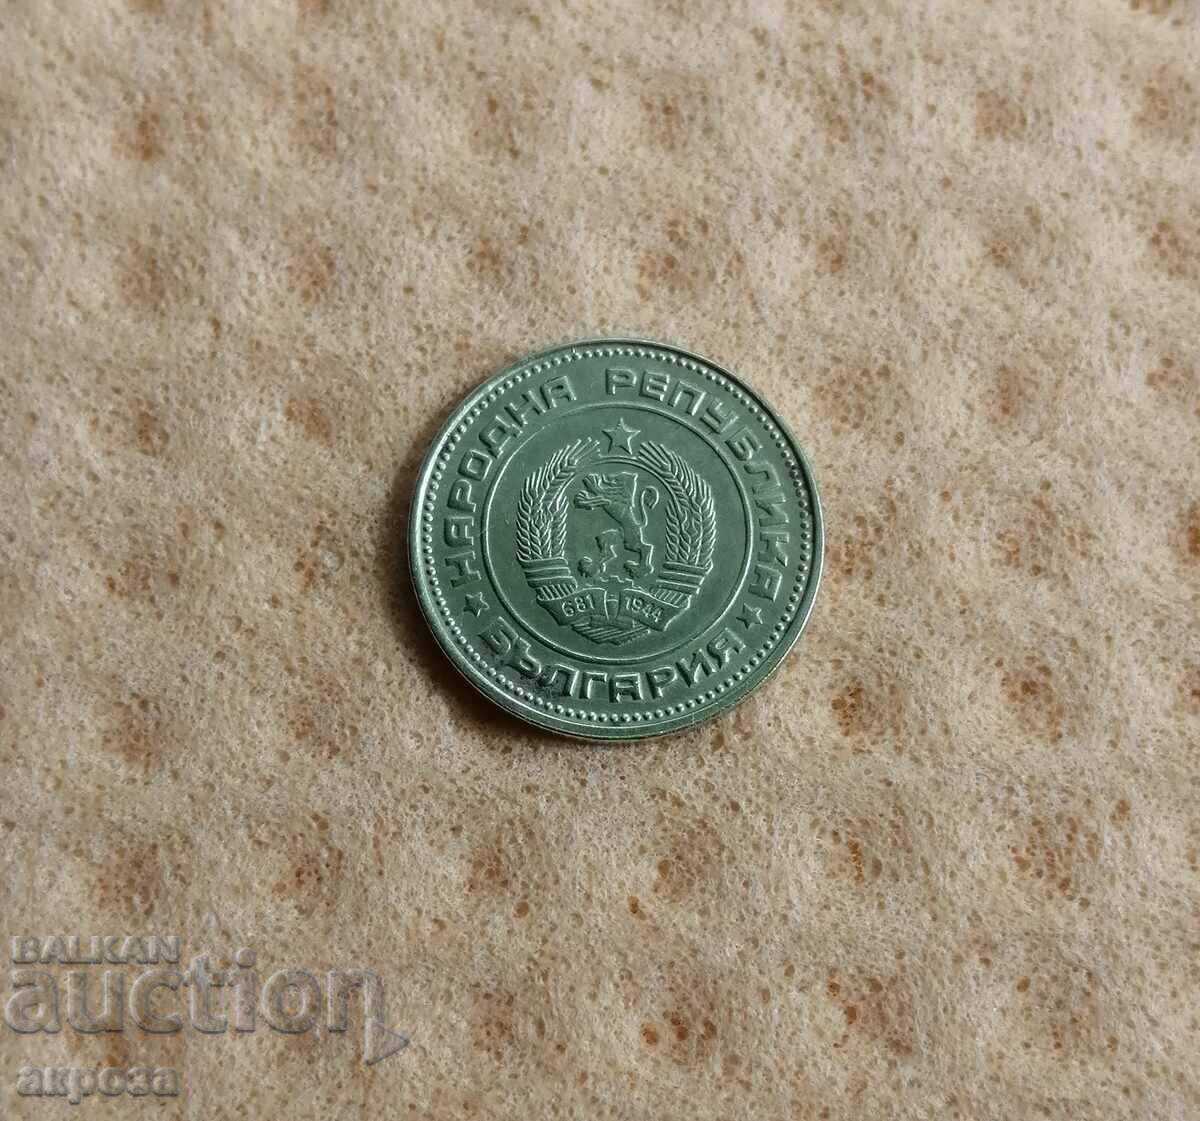 НАРОДНА РЕПУБЛИКА
БЪЛГАРИЯ
681 1944
BALKAN
auction
акроза